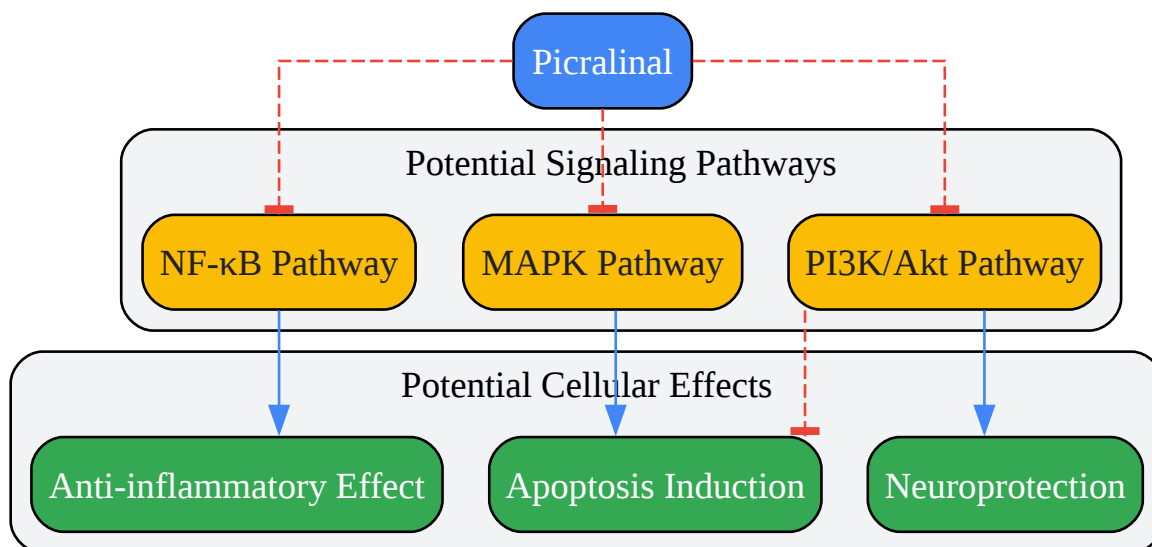 Picralinal
Potential Signaling Pathways
NF-κB Pathway
MAPK Pathway
PI3K/Akt Pathway
Potential Cellular Effects
Anti-inflammatory Effect
Apoptosis Induction
Neuroprotection